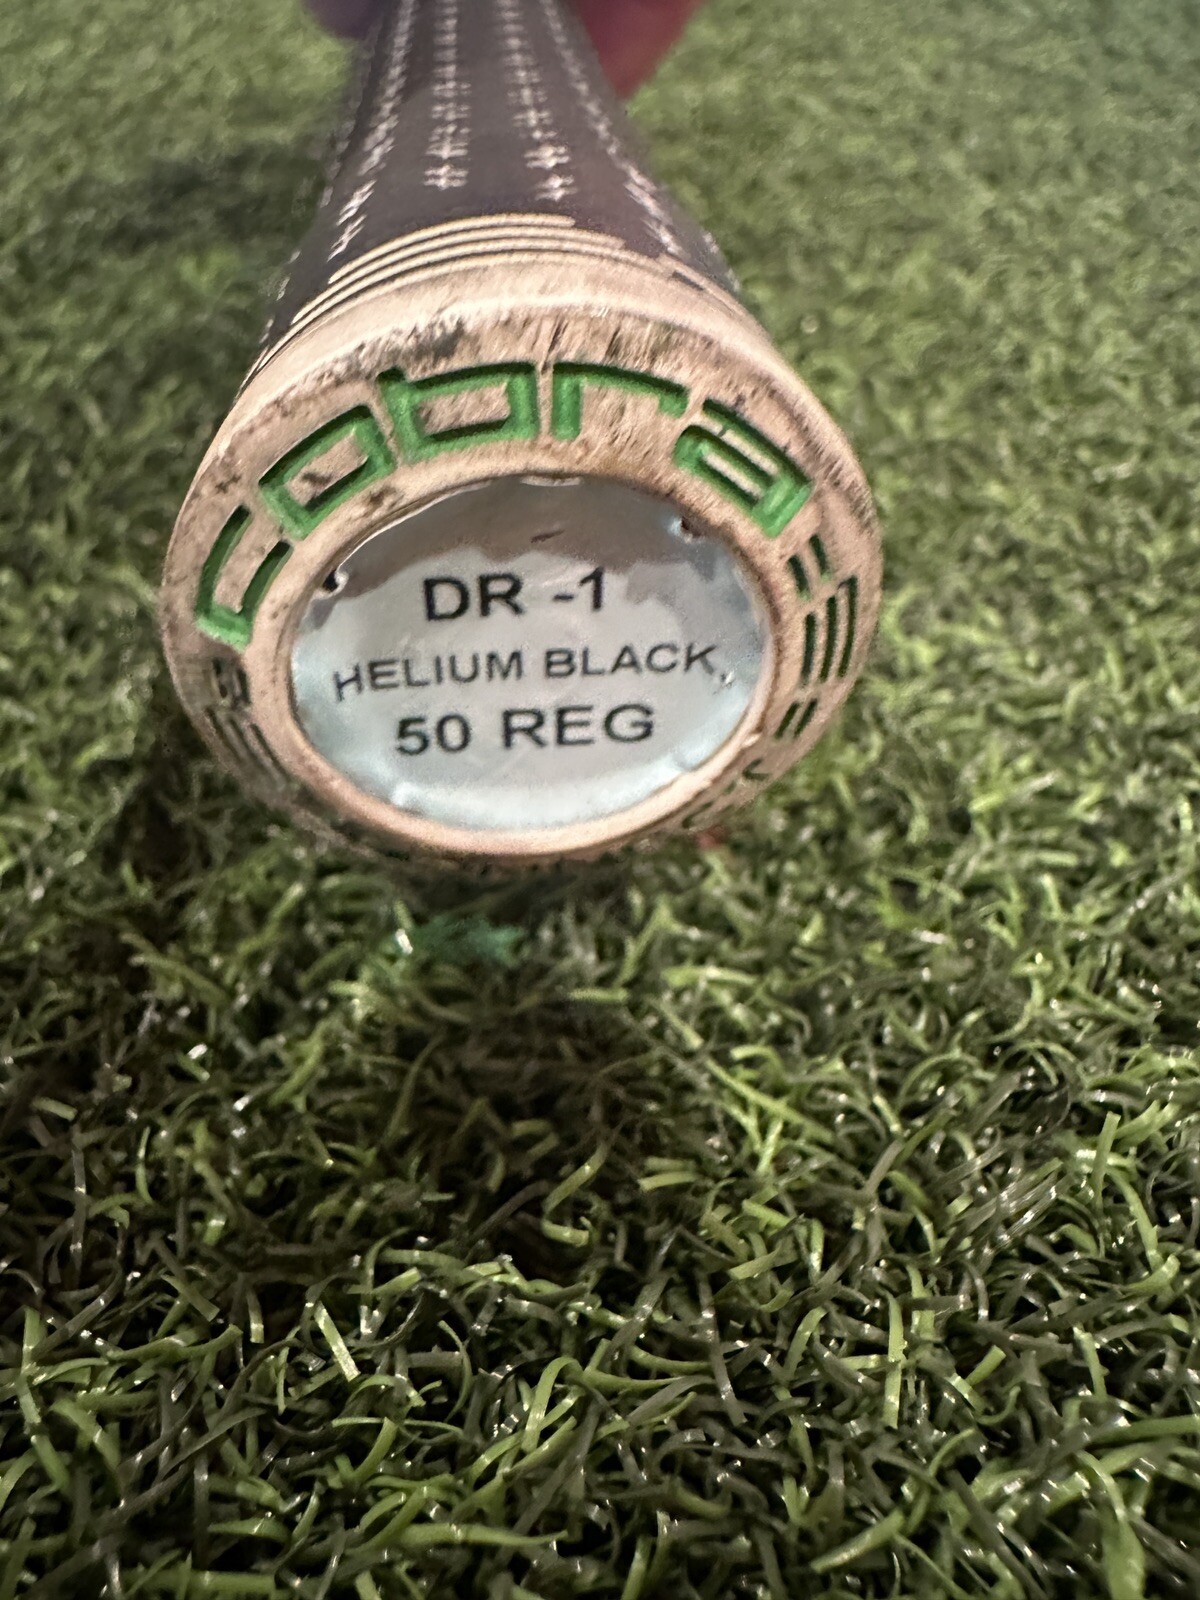 cobra
DR -1
HELIUM BLACK
50 REG